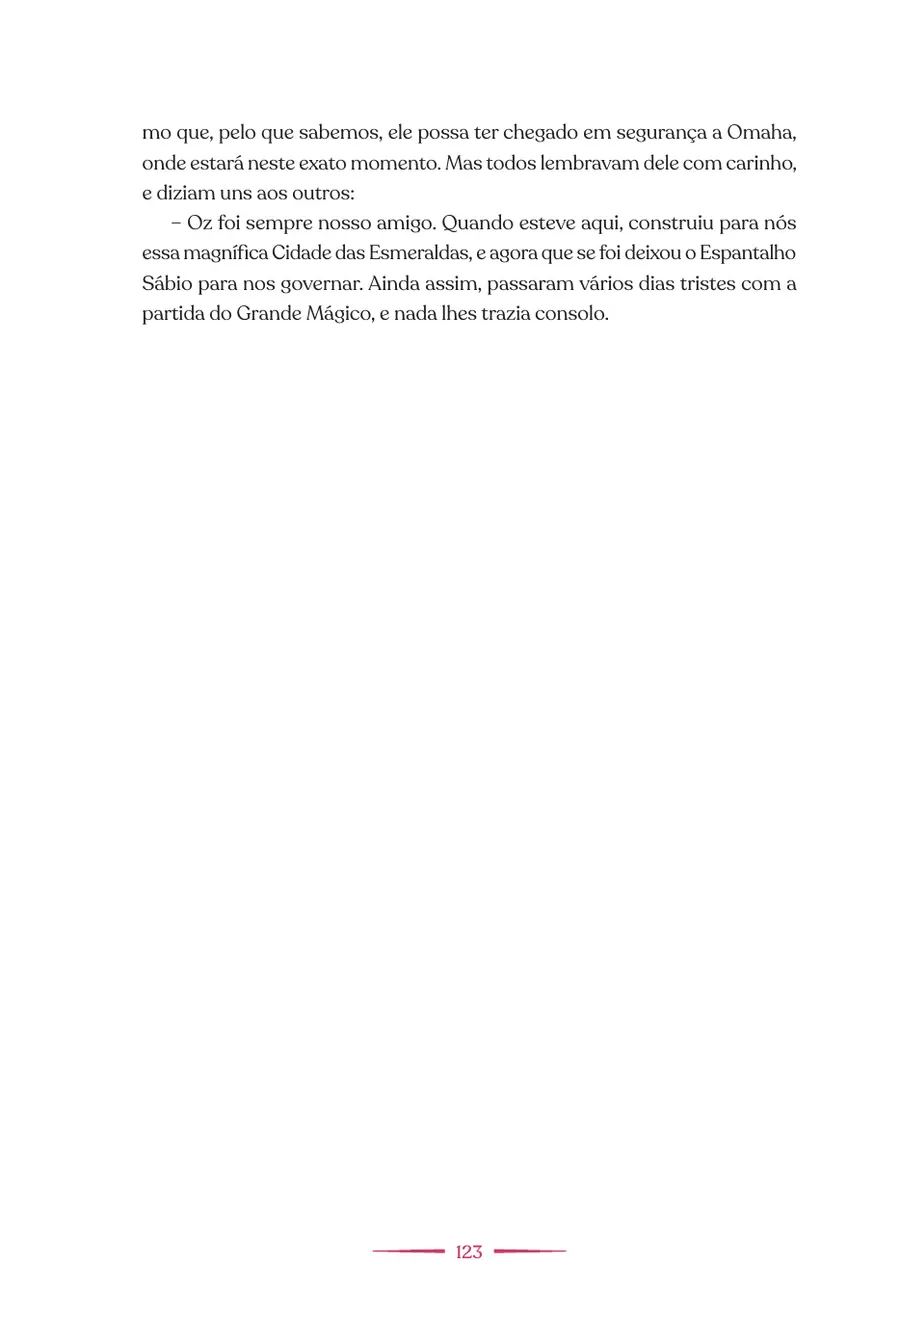 mo que, pelo que sabemos, ele possa ter chegado em segurança a Omaha,
onde estará neste exato momento. Mas todos lembravam dele com carinho,
e diziam uns aos outros:
– Oz foi sempre nosso amigo. Quando esteve aqui, construiu para nós
essa magnífica Cidade das Esmeraldas, e agora que se foi deixou o Espantalho
Sábio para nos governar. Ainda assim, passaram vários dias tristes com a
partida do Grande Mágico, e nada lhes trazia consolo.
123